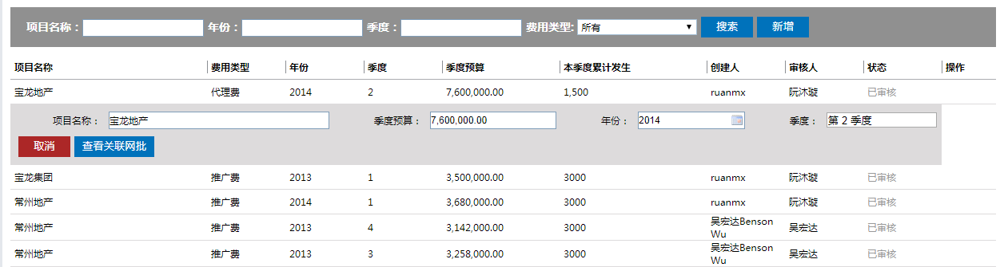 项目名称： 年份： 季度： 费用类型: 所有 搜索 新增
项目名称 费用类型 年份 季度 季度预算 本季度累计发生 创建人 审核人 状态 操作
宝龙地产 代理费 2014 2 7,600,000.00 1,500 ruanmx 阮沐璇 已审核
项目名称： 宝龙地产 季度预算： 7,600,000.00 年份： 2014 季度： 第 2 季度
取消 查看关联网批
宝龙集团 推广费 2013 1 3,500,000.00 3000 ruanmx 阮沐璇 已审核
常州地产 推广费 2014 1 3,680,000.00 3000 ruanmx 阮沐璇 已审核
常州地产 推广费 2013 4 3,142,000.00 3000 吴宏达Benson Wu 吴宏达 已审核
常州地产 推广费 2013 3 3,258,000.00 3000 吴宏达Benson Wu 吴宏达 已审核